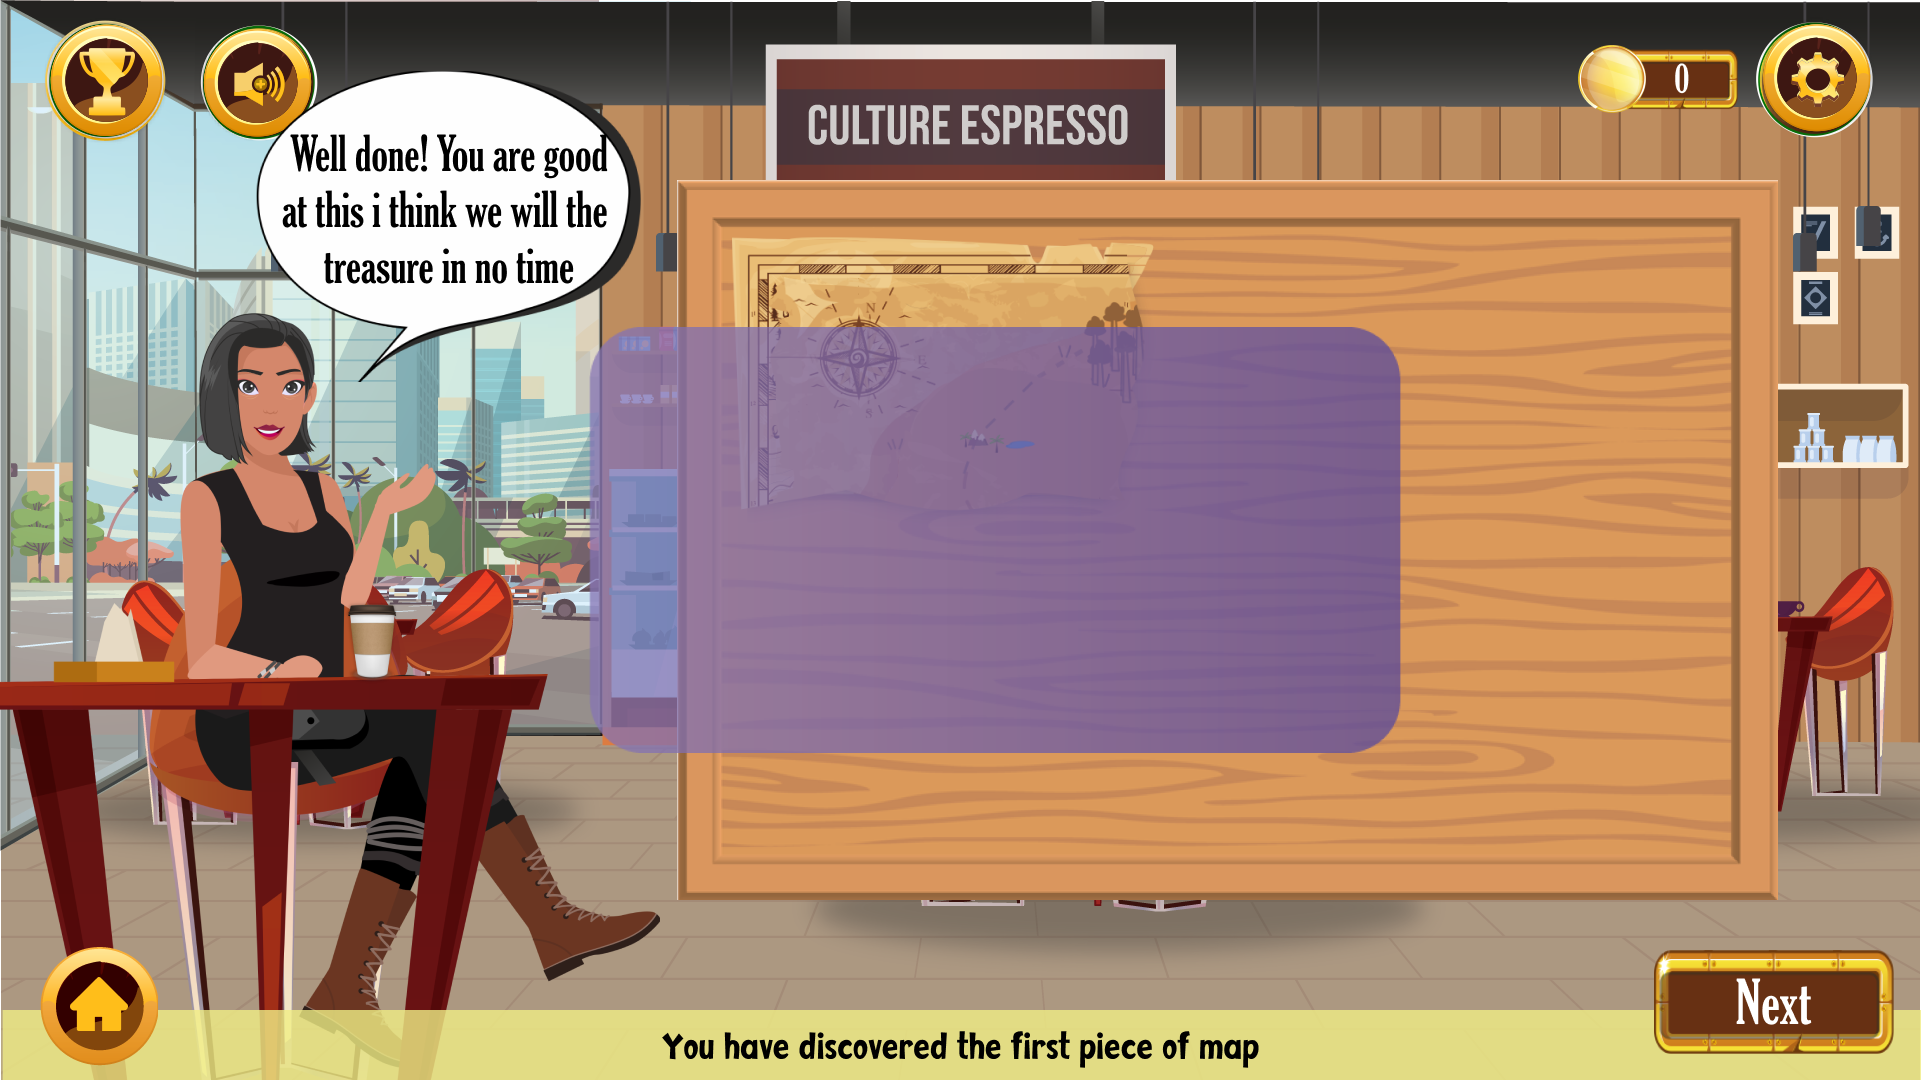 CULTURE ESPRESSO
0
Well done! You are good
at this i think we will the
treasure in no time
N
E
Next
You have discovered the first piece of map